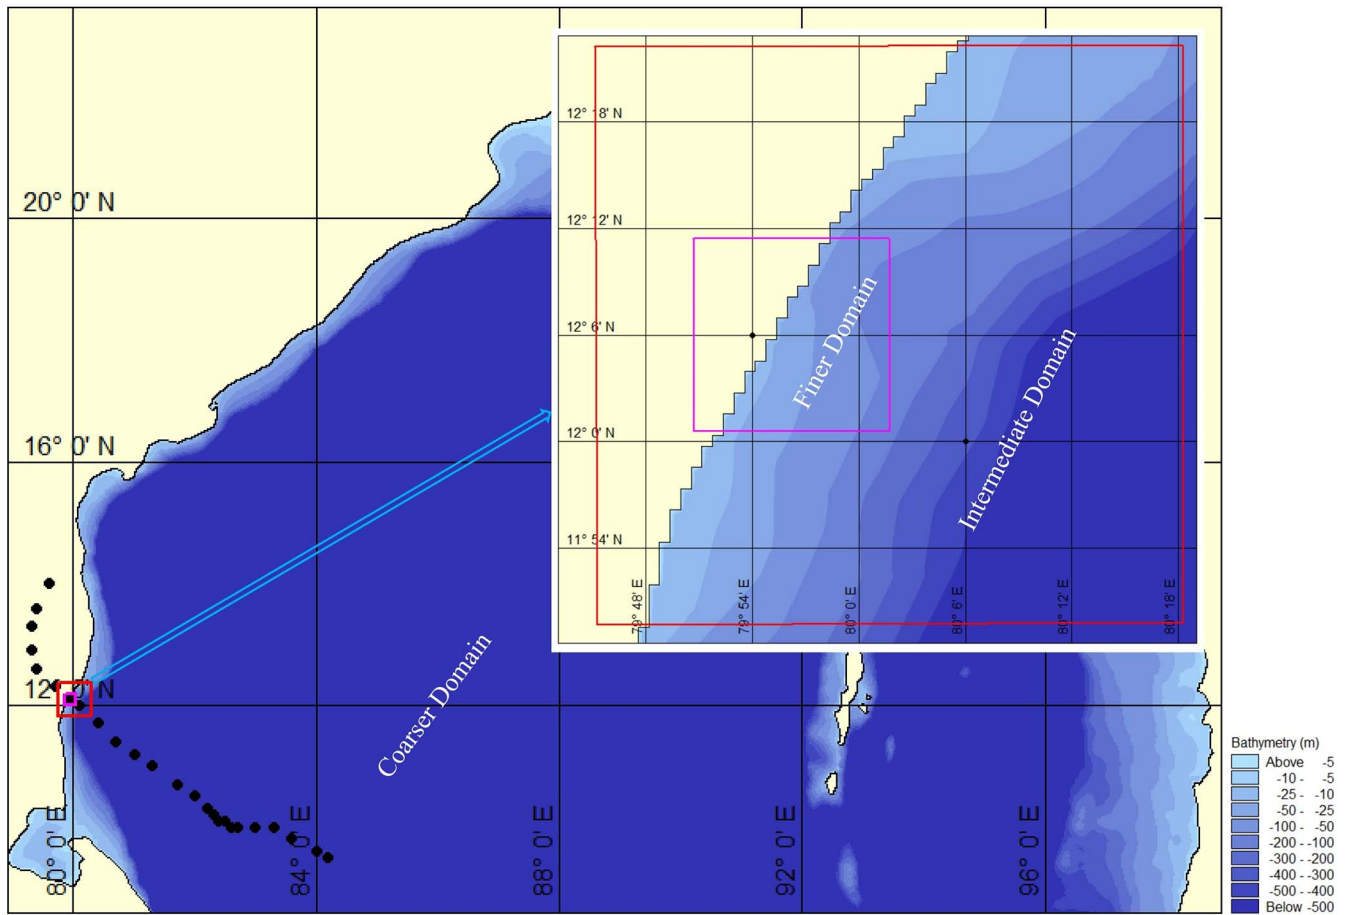 20° 0' N
16° 0' N
12° 0' N
80° 0' E
84° 0' E
88° 0' E
92° 0' E
96° 0' E
Coarser Domain
12° 18' N
12° 12' N
12° 6' N
12° 0' N
11° 54' N
79° 48' E
79° 54' E
80° 0' E
80° 6' E
80° 12' E
80° 18' E
Finer Domain
Intermediate Domain
Bathymetry (m)
Above -5
-10 - -5
-25 - -10
-50 - -25
-100 - -50
-200 - -100
-300 - -200
-400 - -300
-500 - -400
Below -500